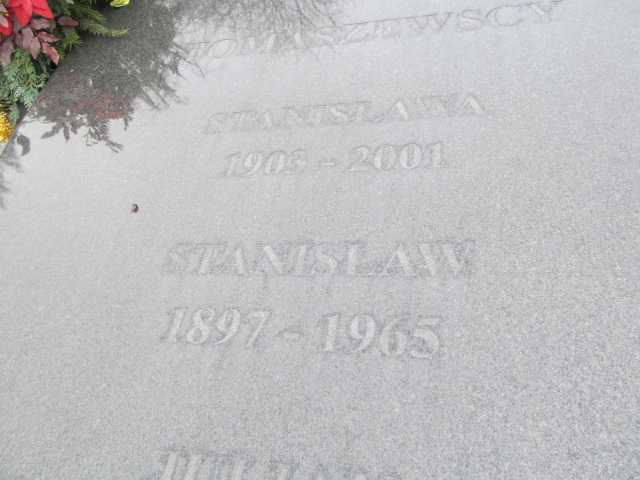 TOMASZEWSCY
STANISŁAWA
1903 - 2001
STANISŁAW
1897 - 1965